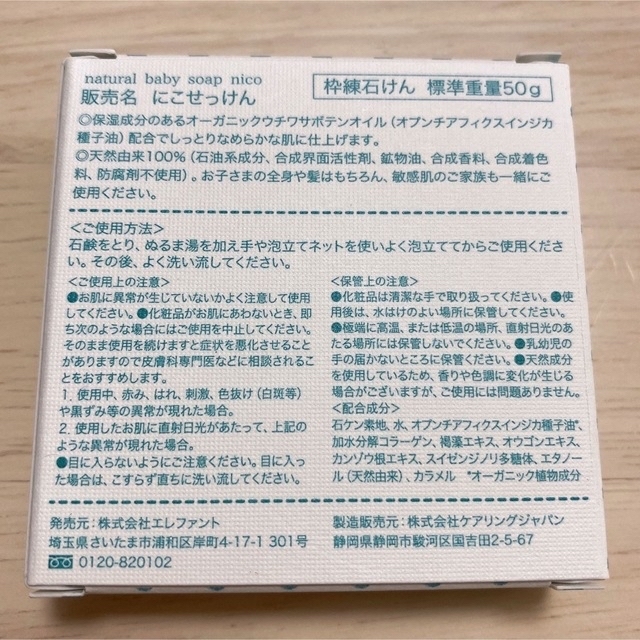 natural baby soap nico
販売名 にこせっけん
枠練石けん 標準重量50g
◎保湿成分のあるオーガニックウチワサボテンオイル(オプンチアフィクスインジカ
種子油)配合でしっとりなめらかな肌に仕上げます。
◎天然由来100%(石油系成分、合成界面活性剤、鉱物油、合成香料、合成着色
料、防腐剤不使用)。お子さまの全身や髪はもちろん、敏感肌のご家族も一緒にご
使用ください。
<ご使用方法>
石鹸をとり、ぬるま湯を加え手や泡立てネットを使いよく泡立ててからご使用くださ
い。その後、よく洗い流してください。
<ご使用上の注意>
●お肌に異常が生じていないかよく注意して使用
してください。●化粧品がお肌にあわないとき、即
ち次のような場合にはご使用を中止してください。
そのまま使用を続けますと症状を悪化させること
がありますので皮膚科専門医などに相談されるこ
とをおすすめします。
1. 使用中、赤み、はれ、刺激、色抜け(白斑等)
や黒ずみ等の異常が現れた場合。
2. 使用したお肌に直射日光があたって、上記の
ような異常が現れた場合。
●目に入らないようにご注意ください。目に入っ
た場合は、こすらず直ちに洗い流してください。
<保管上の注意>
●化粧品は清潔な手で取り扱ってください。●使
用後は、水はけのよい場所に保管してください。
●極端に高温、または低温の場所、直射日光のあ
たる場所には保管しないでください。●乳幼児の
手の届かないところに保管ください。●天然成分
を使用しているため、香りや色調に変化が生じる
場合がございますが、ご使用には問題ありません。
<配合成分>
石ケン素地、水、オプンチアフィクスインジカ種子油*、
加水分解コラーゲン、褐藻エキス、オウゴンエキス、
カンゾウ根エキス、スイゼンジノリ多糖体、エタノー
ル(天然由来)、カラメル *オーガニック植物成分
発売元:株式会社エレファント
埼玉県さいたま市浦和区岸町4-17-1 301号
0120-820102
製造販売元:株式会社ケアリングジャパン
静岡県静岡市駿河区国吉田2-5-67